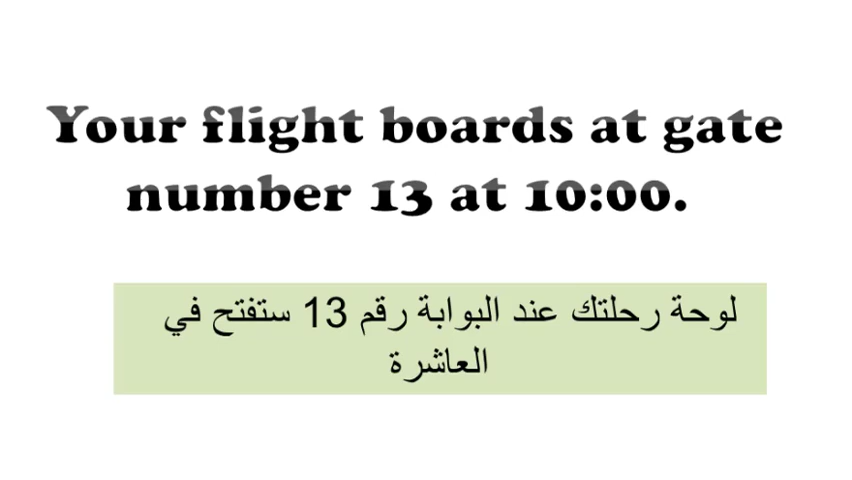 Your flight boards at gate
number 13 at 10:00.
لوحة رحلتك عند البوابة رقم 13 ستفتح في
العاشرة